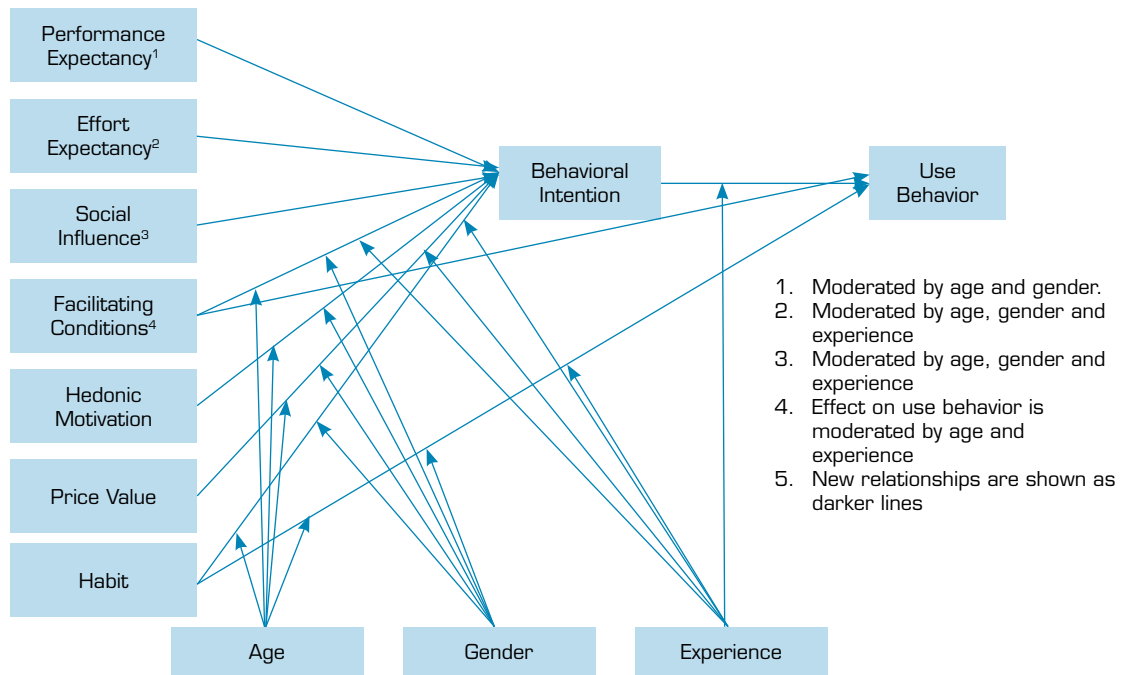 Performance
Expectancy¹
Effort
Expectancy²
Social
Influence³
Facilitating
Conditions⁴
Hedonic
Motivation
Price Value
Habit
Behavioral
Intention
Use
Behavior
1. Moderated by age and gender.
2. Moderated by age, gender and
experience
3. Moderated by age, gender and
experience
4. Effect on use behavior is
moderated by age and
experience
5. New relationships are shown as
darker lines
Age
Gender
Experience